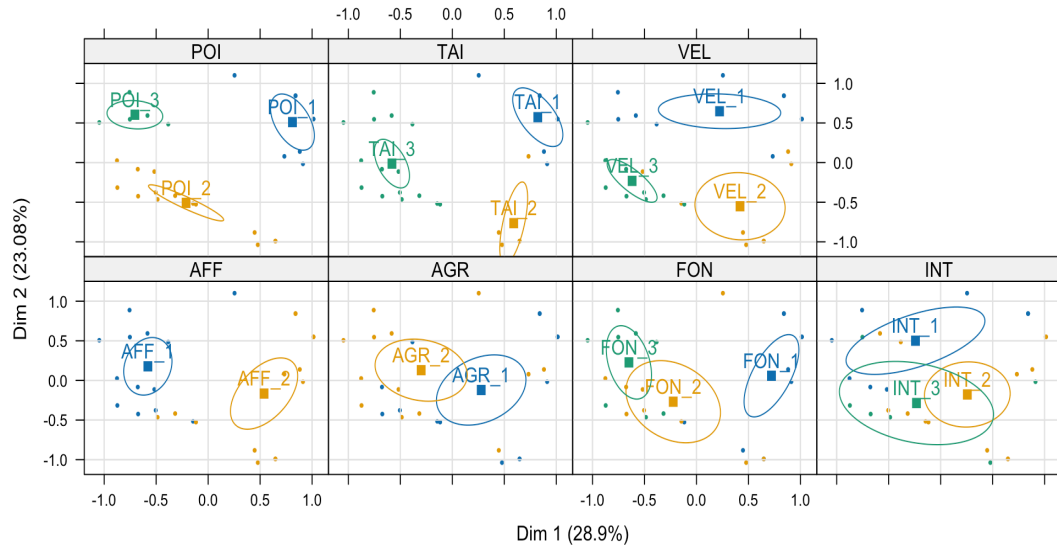 -1.0 -0.5 0.0 0.5 1.0
POI TAI VEL
POI_3 POI_1 TAI_1 VEL_1 1.0
0.5
TAI_3 VEL_3 0.0
POI_2 TAI_2 VEL_2 -0.5
-1.0
Dim 2 (23.08%)
AFF AGR FON INT
1.0
0.5 AFF_1 AGR_2 FON_3 FON_1 INT_1
0.0 AFF_2 AGR_1 FON_2 INT_3 INT_2
-0.5
-1.0
-1.0 -0.5 0.0 0.5 1.0 -1.0 -0.5 0.0 0.5 1.0
Dim 1 (28.9%)